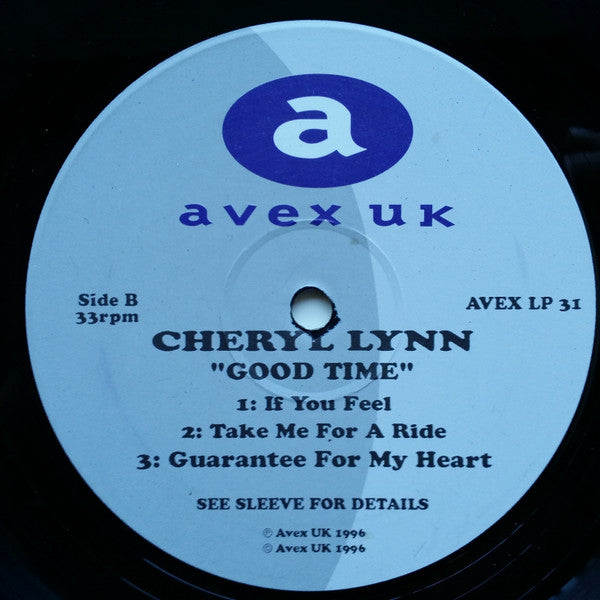 a
avex uk
Side B
33rpm
AVEX LP 31
CHERYL LYNN
"GOOD TIME"
1: If You Feel
2: Take Me For A Ride
3: Guarantee For My Heart
SEE SLEEVE FOR DETAILS
℗ Avex UK 1996
© Avex UK 1996